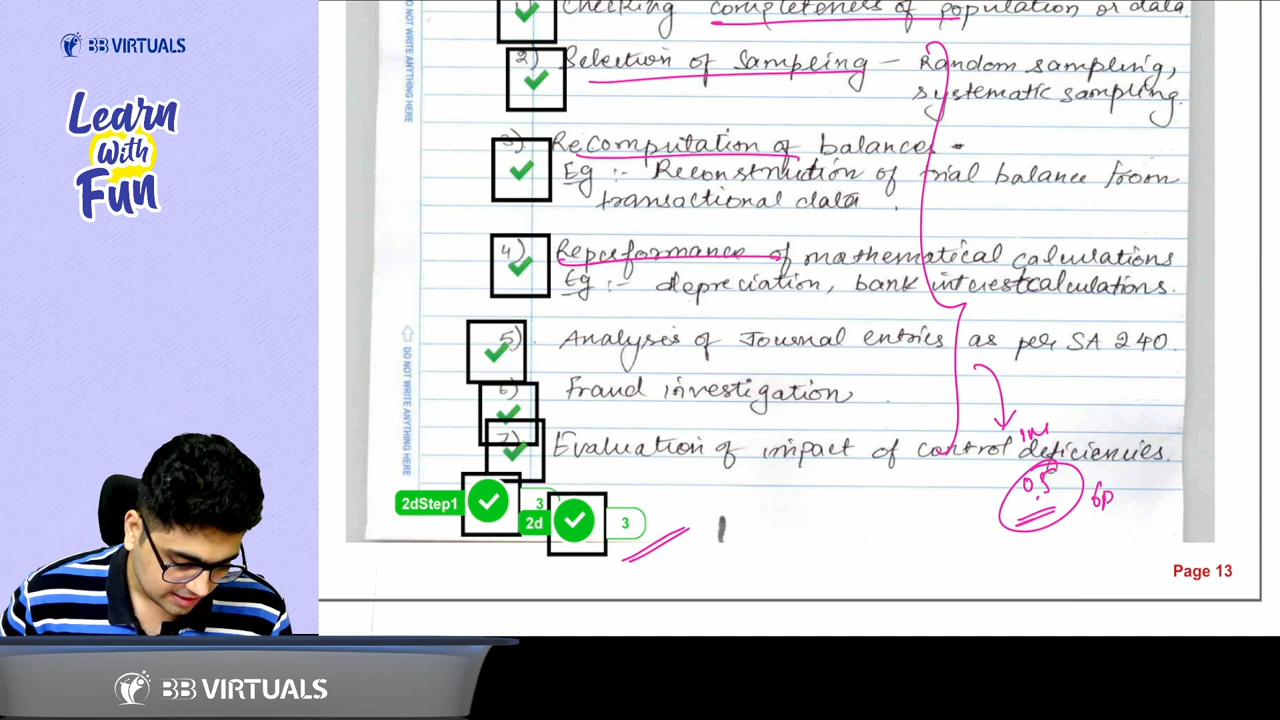 BB VIRTUALS
Learn
With
Fun
DO NOT WRITE ANYTHING HERE
1) Checking completeness of population or data
2) Selection of Sampling – Random sampling,
systematic sampling.
3) Recomputation of balances -
Eg :- Reconstruction of trial balance from
transactional data.
4) Reperformance of mathematical calculations
Eg :- depreciation, bank interest calculations.
5) Analysis of Journal entries as per SA 240.
DO NOT WRITE ANYTHING HERE
6) Fraud investigation
7) Evaluation of impact of control deficiencies.
0.5
6p
2dStep1 3
2d 3
Page 13
BB VIRTUALS